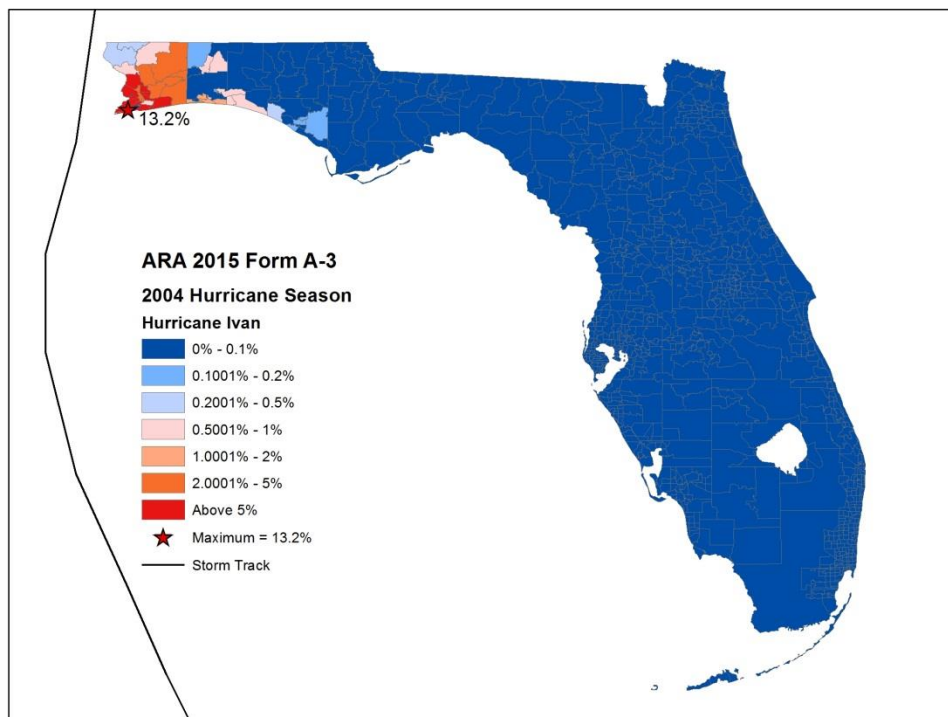 13.2%
ARA 2015 Form A-3
2004 Hurricane Season
Hurricane Ivan
0% - 0.1%
0.1001% - 0.2%
0.2001% - 0.5%
0.5001% - 1%
1.0001% - 2%
2.0001% - 5%
Above 5%
Maximum = 13.2%
Storm Track